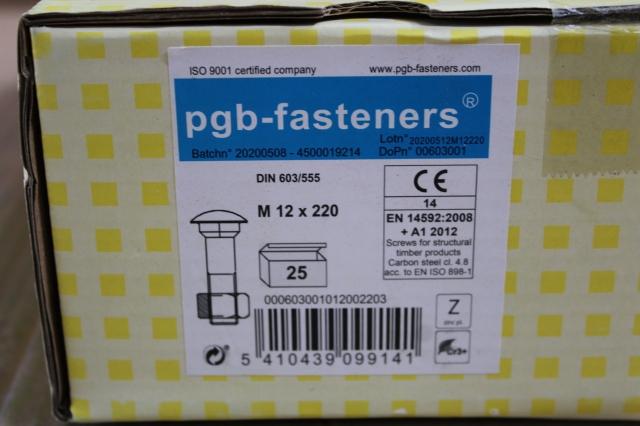 ISO 9001 certified company www.pgb-fasteners.com
pgb-fasteners®
Lotn° 20200512M12220
Batchn° 20200508 - 4500019214 DoPn° 00603001
DIN 603/555
M 12 x 220
25
CE
14
EN 14592:2008
+ A1 2012
Screws for structural
timber products
Carbon steel cl. 4.8
acc. to EN ISO 898-1
000603001012002203
Z
zinc pl.
Cr3+
5 410439 099141